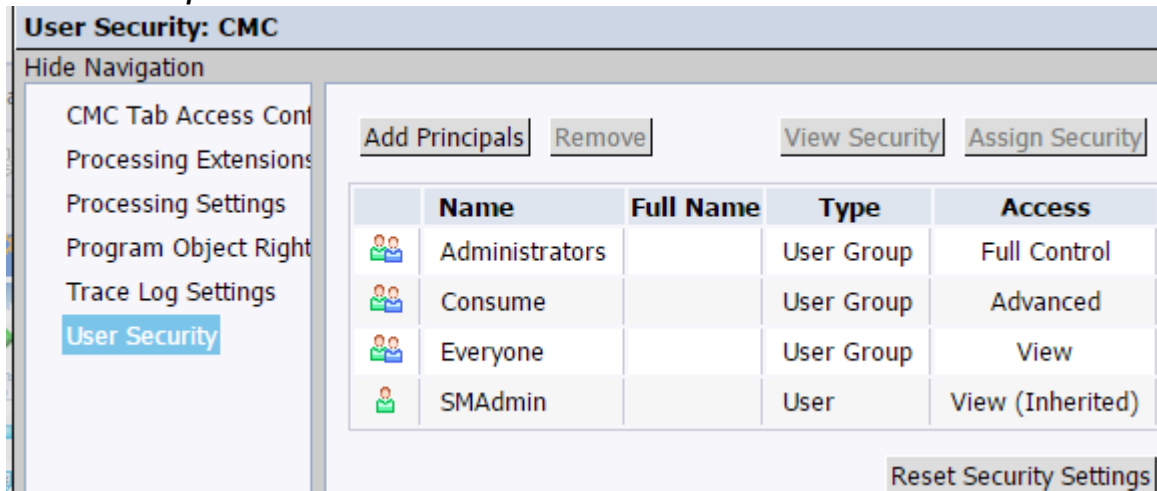 User Security: CMC
Hide Navigation
CMC Tab Access Conf
Processing Extensions
Processing Settings
Program Object Right
Trace Log Settings
User Security
Add Principals Remove View Security Assign Security
Name Full Name Type Access
Administrators User Group Full Control
Consume User Group Advanced
Everyone User Group View
SMAdmin User View (Inherited)
Reset Security Settings